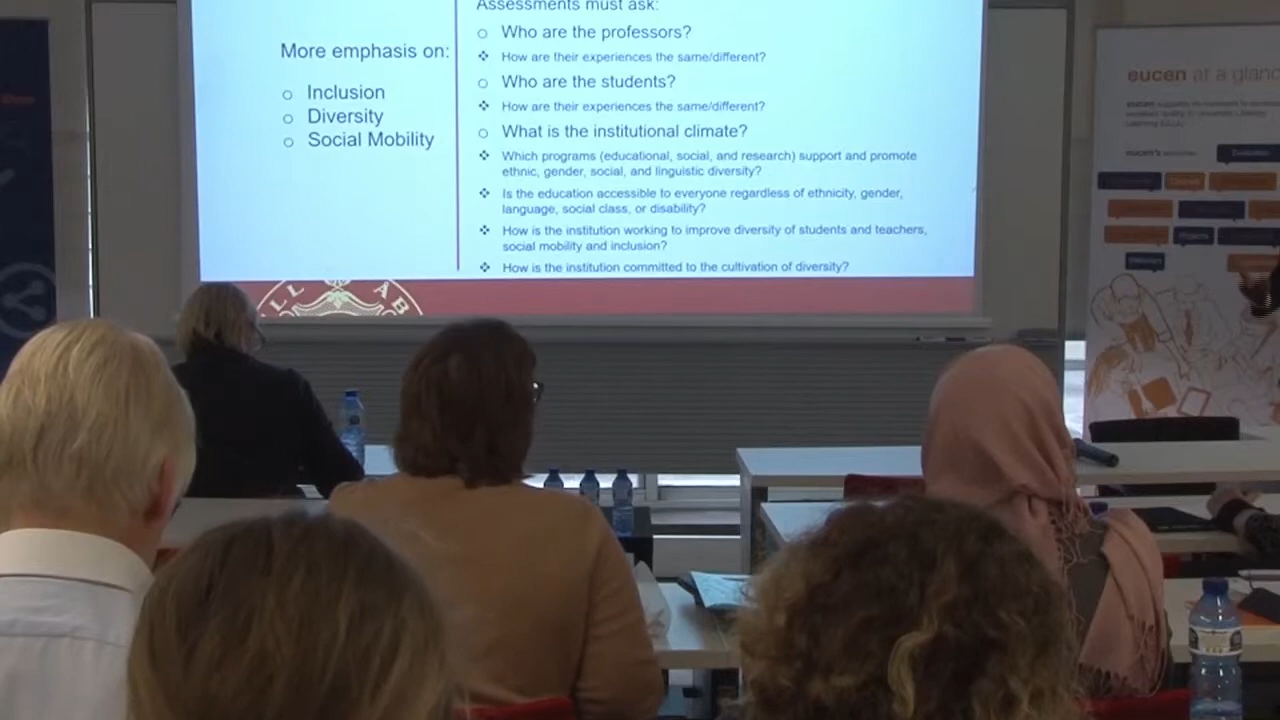 Assessments must ask:
More emphasis on:
o Inclusion
o Diversity
o Social Mobility
o Who are the professors?
❖ How are their experiences the same/different?
o Who are the students?
❖ How are their experiences the same/different?
o What is the institutional climate?
❖ Which programs (educational, social, and research) support and promote
ethnic, gender, social, and linguistic diversity?
❖ Is the education accessible to everyone regardless of ethnicity, gender,
language, social class, or disability?
❖ How is the institution working to improve diversity of students and teachers,
social mobility and inclusion?
❖ How is the institution committed to the cultivation of diversity?
LL AB
eucen at a glanc